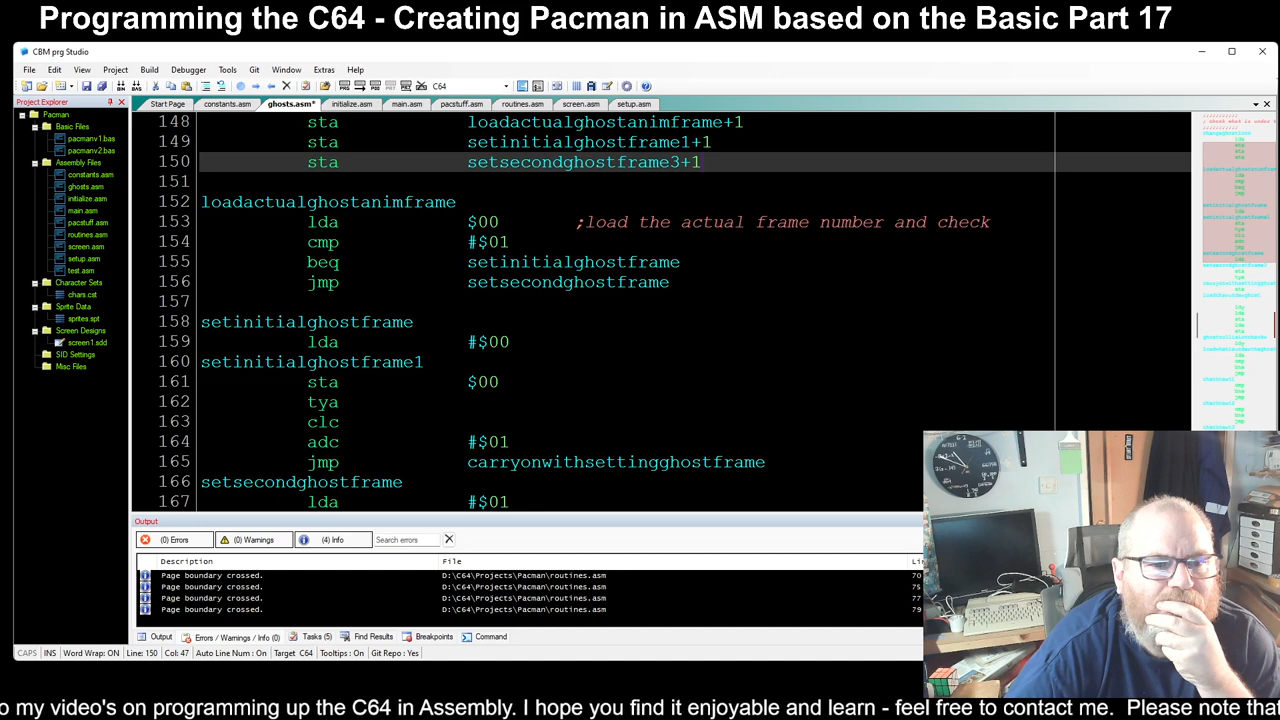 Programming the C64 - Creating Pacman in ASM based on the Basic Part 17
CBM prg Studio
File Edit View Project Build Debugger Tools Git Window Extras Help
C64
Project Explorer
Start Page constants.asm ghosts.asm* initialize.asm main.asm pacstuff.asm routines.asm screen.asm setup.asm
Pacman
Basic Files
pacmanv1.bas
pacmanv2.bas
Assembly Files
constants.asm
ghosts.asm
initialize.asm
main.asm
pacstuff.asm
routines.asm
screen.asm
setup.asm
test.asm
Character Sets
chars.cst
Sprite Data
sprites.spt
Screen Designs
screen1.sdd
SID Settings
Misc Files
148 sta loadactualghostanimframe+1
149 sta setinitialghostframe1+1
150 sta setsecondghostframe3+1
151
152 loadactualghostanimframe
153 lda $00 ;load the actual frame number and check
154 cmp #$01
155 beq setinitialghostframe
156 jmp setsecondghostframe
157
158 setinitialghostframe
159 lda #$00
160 setinitialghostframe1
161 sta $00
162 tya
163 clc
164 adc #$01
165 jmp carryonwithsettingghostframe
166 setsecondghostframe
167 lda #$01
Output
(0) Errors (0) Warnings (4) Info Search errors
Description File
Page boundary crossed. D:\C64\Projects\Pacman\routines.asm 70
Page boundary crossed. D:\C64\Projects\Pacman\routines.asm 75
Page boundary crossed. D:\C64\Projects\Pacman\routines.asm 77
Page boundary crossed. D:\C64\Projects\Pacman\routines.asm 79
Output Errors / Warnings / Info (0) Tasks (5) Find Results Breakpoints Command
CAPS INS Word Wrap: ON Line: 150 Col: 47 Auto Line Num : On Target C64 Tooltips : On Git Repo : Yes
o my video's on programming up the C64 in Assembly. I hope you find it enjoyable and learn - feel free to contact me. Please note that